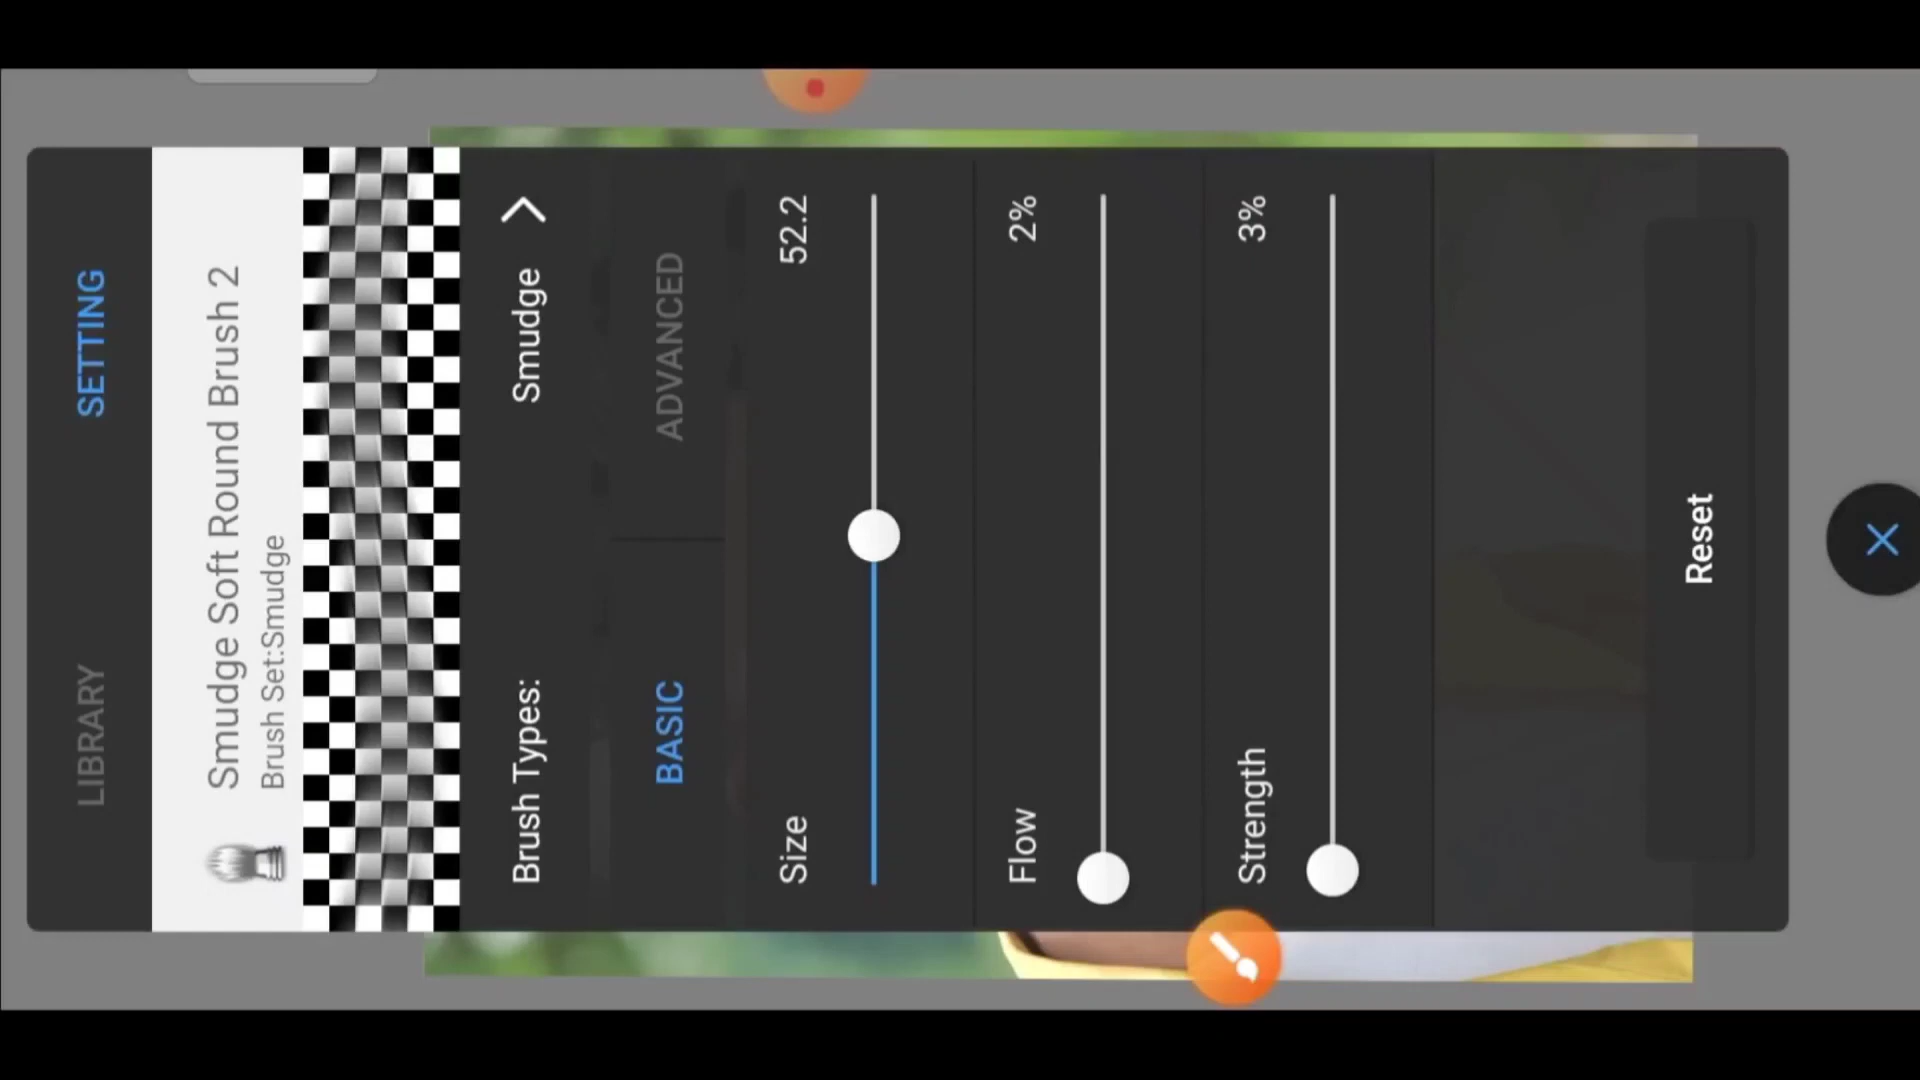 LIBRARY SETTING
Smudge Soft Round Brush 2
Brush Set:Smudge
Brush Types: Smudge
BASIC ADVANCED
Size 52.2
Flow 2%
Strength 3%
Reset